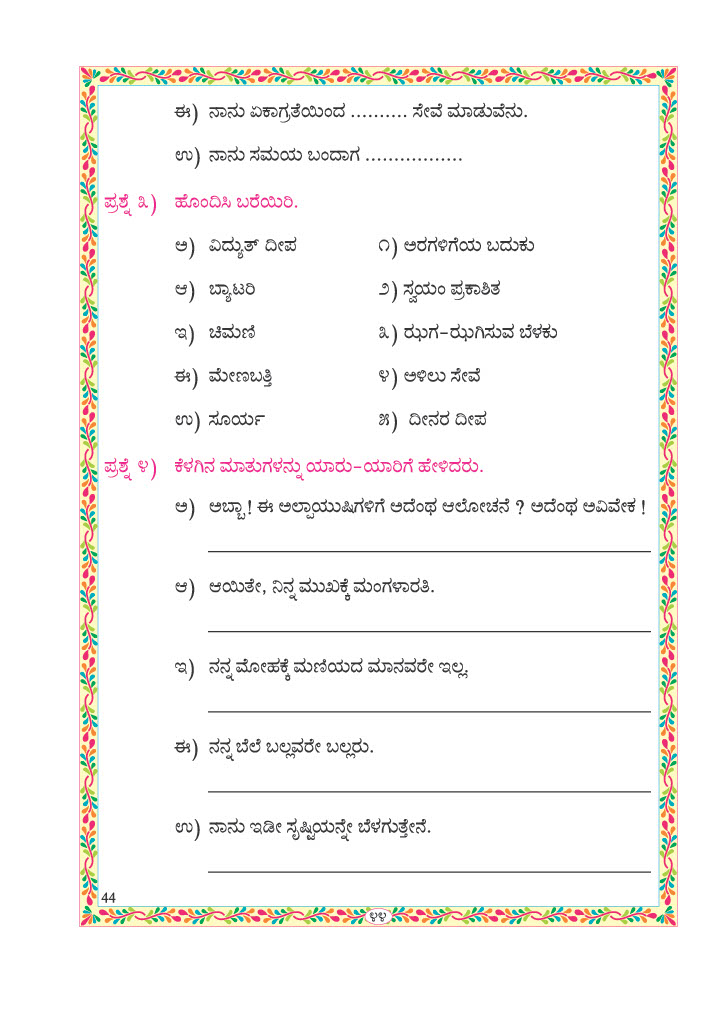 ಈ) ನಾನು ಏಕಾಗ್ರತೆಯಿಂದ .......... ಸೇವೆ ಮಾಡುವೆನು.
ಉ) ನಾನು ಸಮಯ ಬಂದಾಗ .................
ಪ್ರಶ್ನೆ ೩) ಹೊಂದಿಸಿ ಬರೆಯಿರಿ.
ಅ) ವಿದ್ಯುತ್ ದೀಪ ೧) ಅರಗಳಿಗೆಯ ಬದುಕು
ಆ) ಬ್ಯಾಟರಿ ೨) ಸ್ವಯಂ ಪ್ರಕಾಶಿತ
ಇ) ಚಿಮಣಿ ೩) ಝಗ-ಝಗಿಸುವ ಬೆಳಕು
ಈ) ಮೇಣಬತ್ತಿ ೪) ಅಳಿಲು ಸೇವೆ
ಉ) ಸೂರ್ಯ ೫) ದೀನರ ದೀಪ
ಪ್ರಶ್ನೆ ೪) ಕೆಳಗಿನ ಮಾತುಗಳನ್ನು ಯಾರು-ಯಾರಿಗೆ ಹೇಳಿದರು.
ಅ) ಅಬ್ಬಾ ! ಈ ಅಲ್ಪಾಯುಷಿಗಳಿಗೆ ಅದೆಂಥ ಆಲೋಚನೆ ? ಅದೆಂಥ ಅವಿವೇಕ !
ಆ) ಆಯಿತೇ, ನಿನ್ನ ಮುಖಕ್ಕೆ ಮಂಗಳಾರತಿ.
ಇ) ನನ್ನ ಮೋಹಕ್ಕೆ ಮಣಿಯದ ಮಾನವರೇ ಇಲ್ಲ.
ಈ) ನನ್ನ ಬೆಲೆ ಬಲ್ಲವರೇ ಬಲ್ಲರು.
ಉ) ನಾನು ಇಡೀ ಸೃಷ್ಟಿಯನ್ನೇ ಬೆಳಗುತ್ತೇನೆ.
44
೪೪